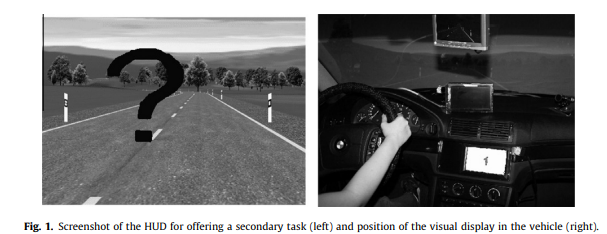 ?
1
Fig. 1. Screenshot of the HUD for offering a secondary task (left) and position of the visual display in the vehicle (right).